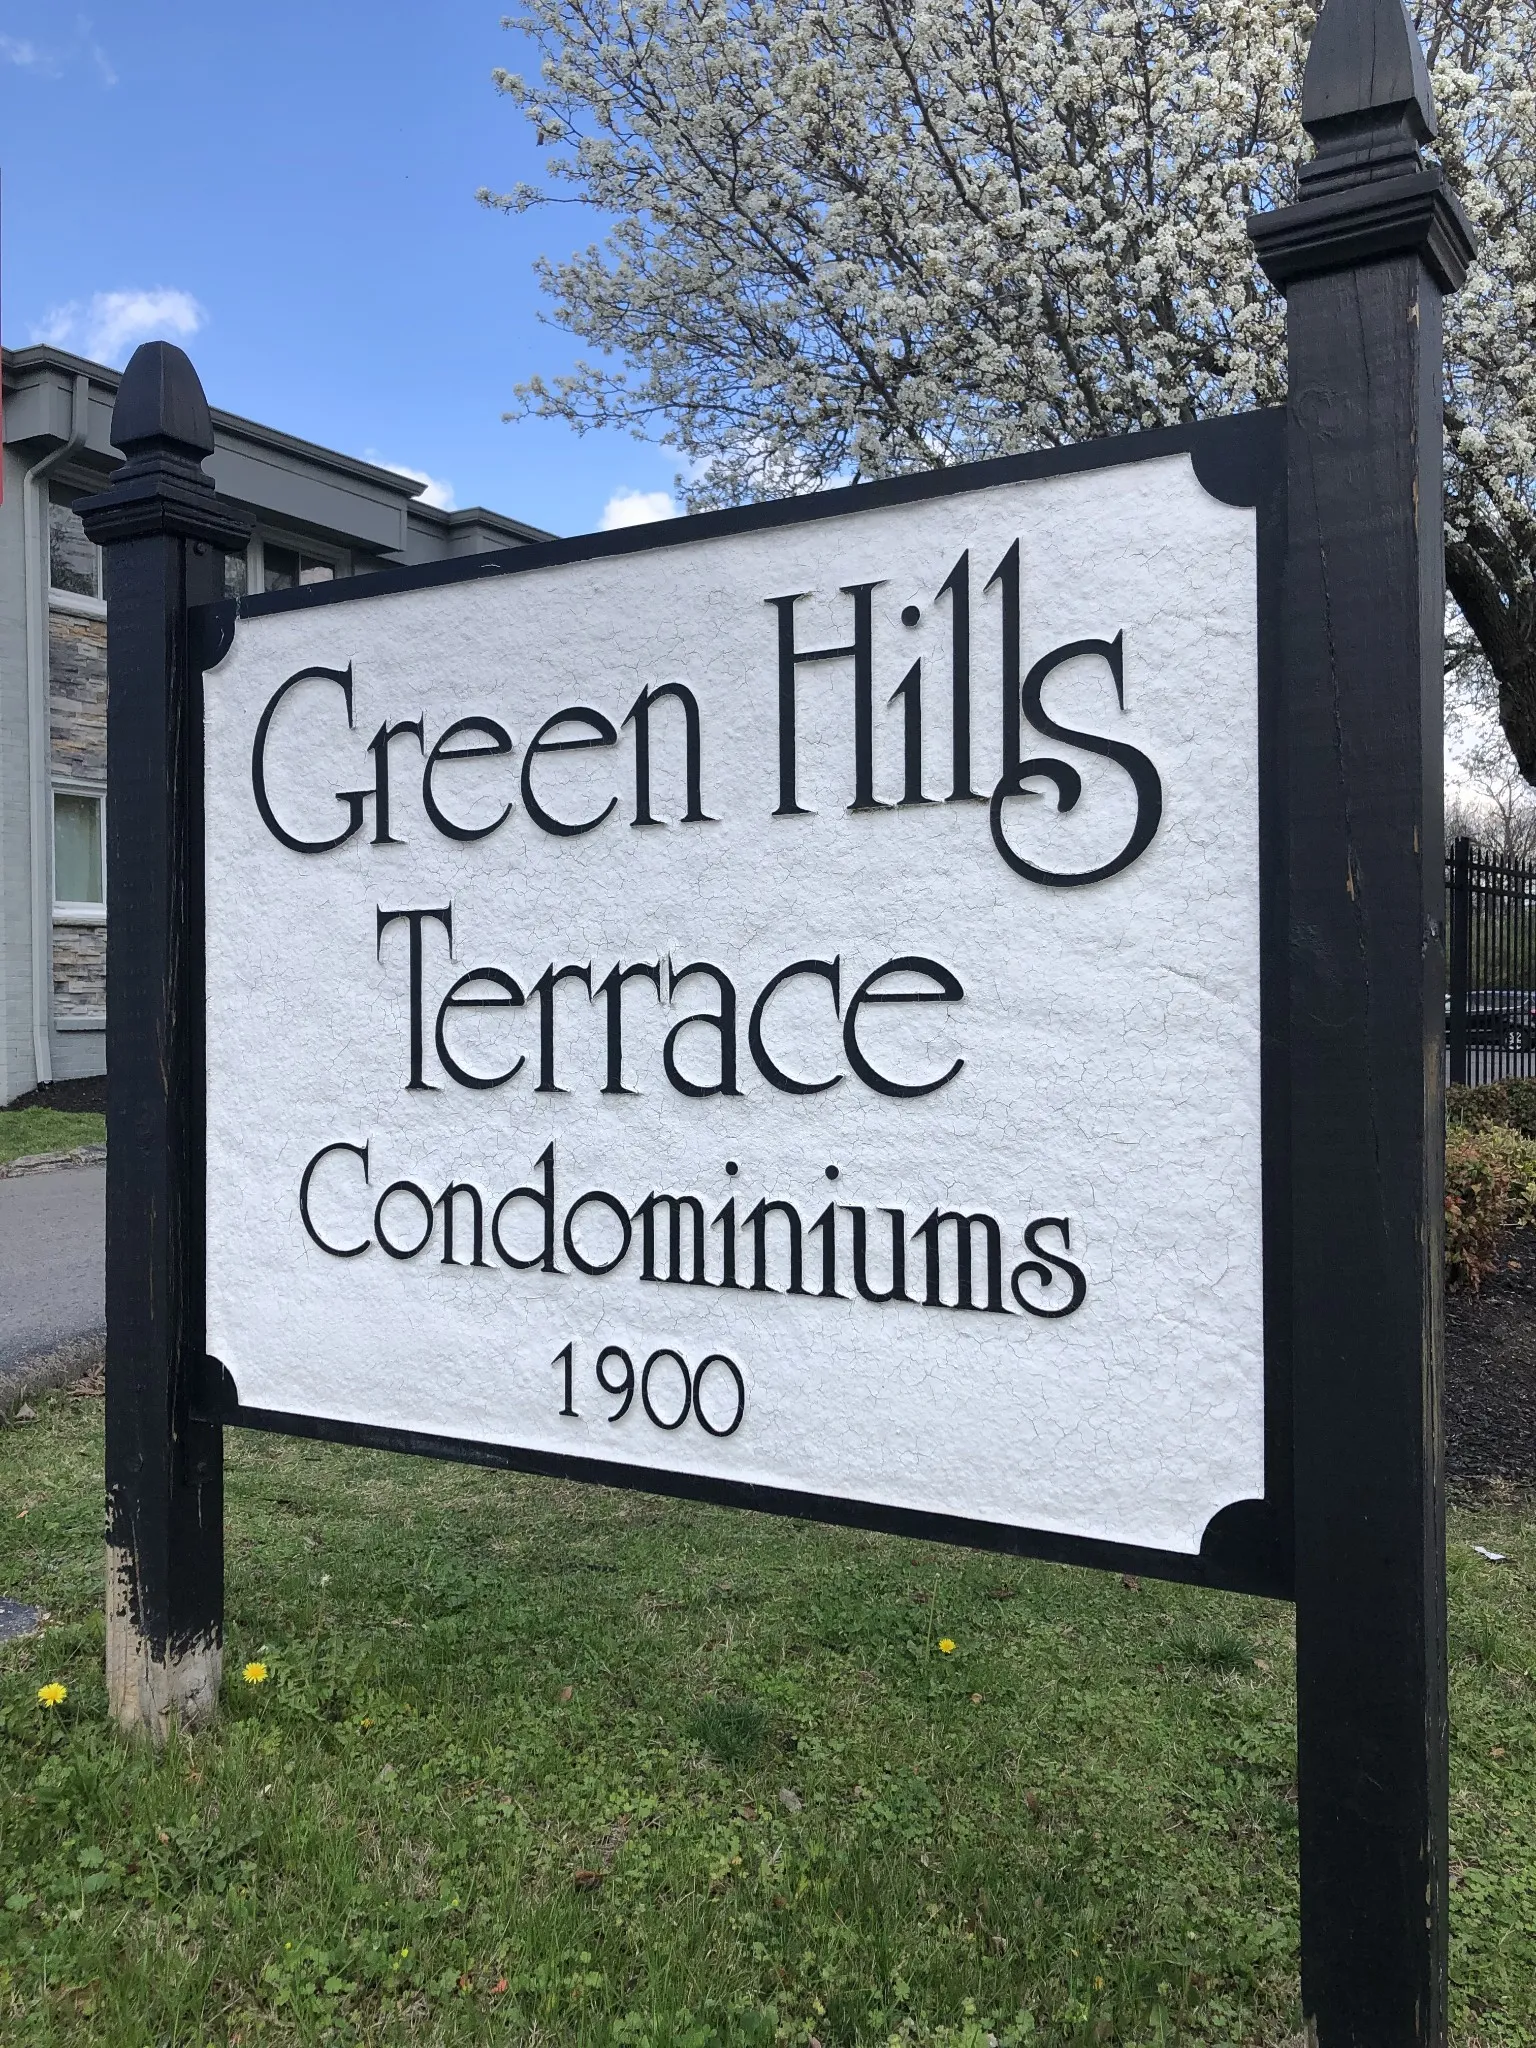 Green Hills
Terrace
Condominiums
1900